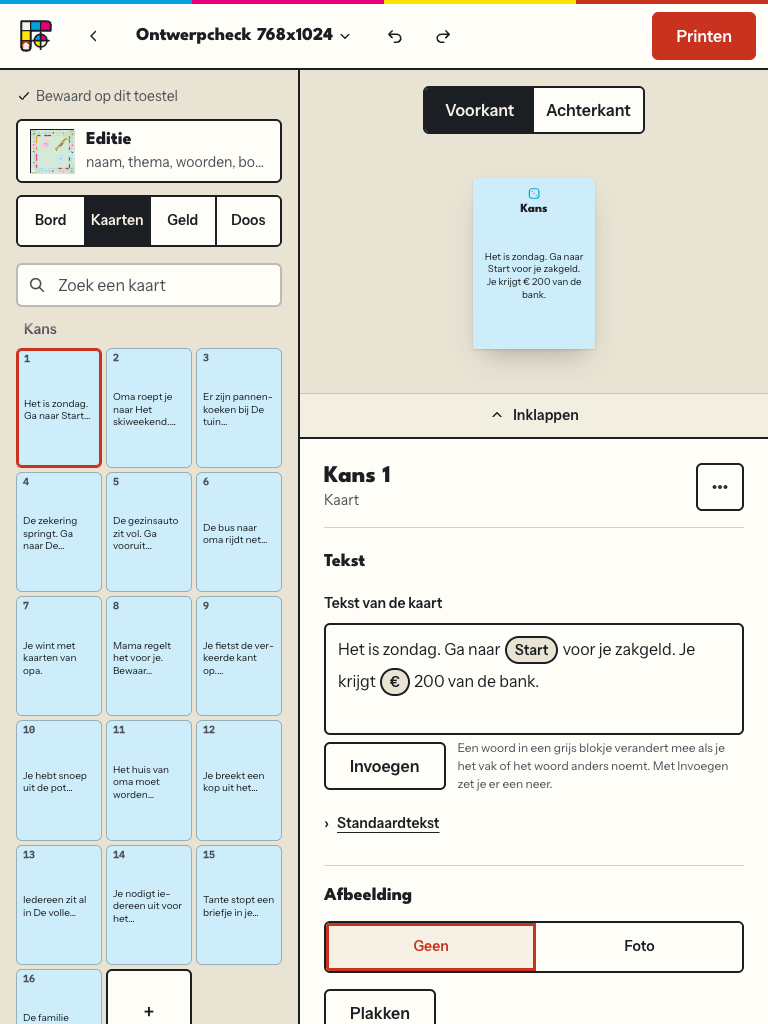 Ontwerpcheck 768x1024
Printen
Bewaard op dit toestel
Editie
naam, thema, woorden, bo...
Bord
Kaarten
Geld
Doos
Zoek een kaart
Kans
1
Het is zondag.
Ga naar Start...
2
Oma roept je
naar Het
skiweekend....
3
Er zijn pannen-
koeken bij De
tuin...
4
De zekering
springt. Ga
naar De...
5
De gezinsauto
zit vol. Ga
vooruit...
6
De bus naar
oma rijdt net...
7
Je wint met
kaarten van
opa.
8
Mama regelt
het voor je.
Bewaar...
9
Je fietst de ver-
keerde kant
op....
10
Je hebt snoep
uit de pot...
11
Het huis van
oma moet
worden...
12
Je breekt een
kop uit het...
13
Iedereen zit al
in De volle...
14
Je nodigt ie-
dereen uit voor
het...
15
Tante stopt een
briefje in je...
16
De familie
+
Voorkant
Achterkant
Kans
Het is zondag. Ga naar
Start voor je zakgeld.
Je krijgt € 200 van de
bank.
Inklappen
Kans 1
Kaart
Tekst
Tekst van de kaart
Het is zondag. Ga naar Start voor je zakgeld. Je
krijgt € 200 van de bank.
Invoegen
Een woord in een grijs blokje verandert mee als je
het vak of het woord anders noemt. Met Invoegen
zet je er een neer.
› Standaardtekst
Afbeelding
Geen
Foto
Plakken